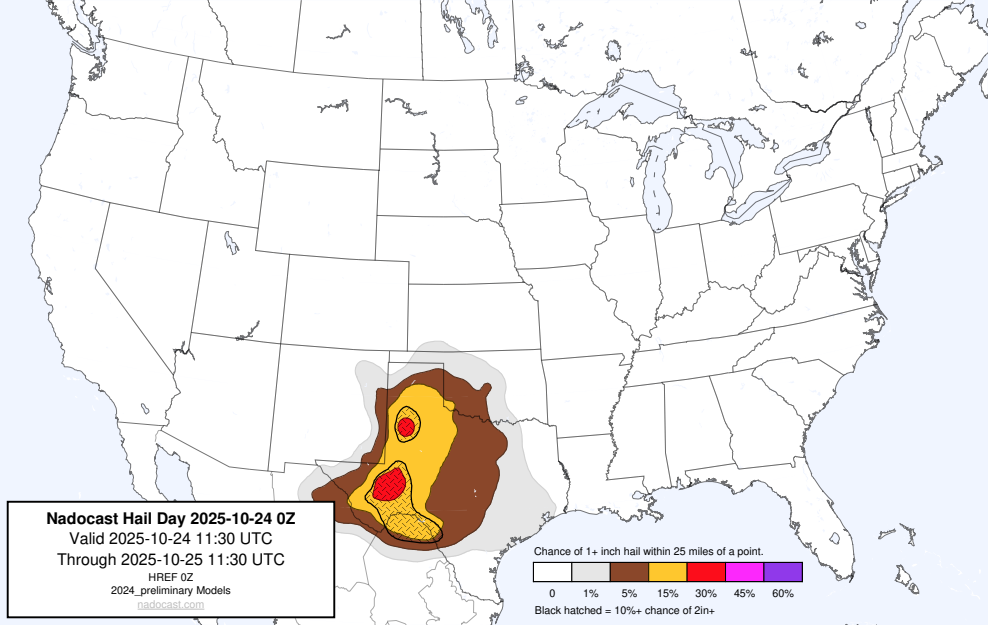 Nadocast Hail Day 2025-10-24 0Z
Valid 2025-10-24 11:30 UTC
Through 2025-10-25 11:30 UTC
HREF 0Z
2024_preliminary Models
nadocast.com
Chance of 1+ inch hail within 25 miles of a point.
0 1% 5% 15% 30% 45% 60%
Black hatched = 10%+ chance of 2in+